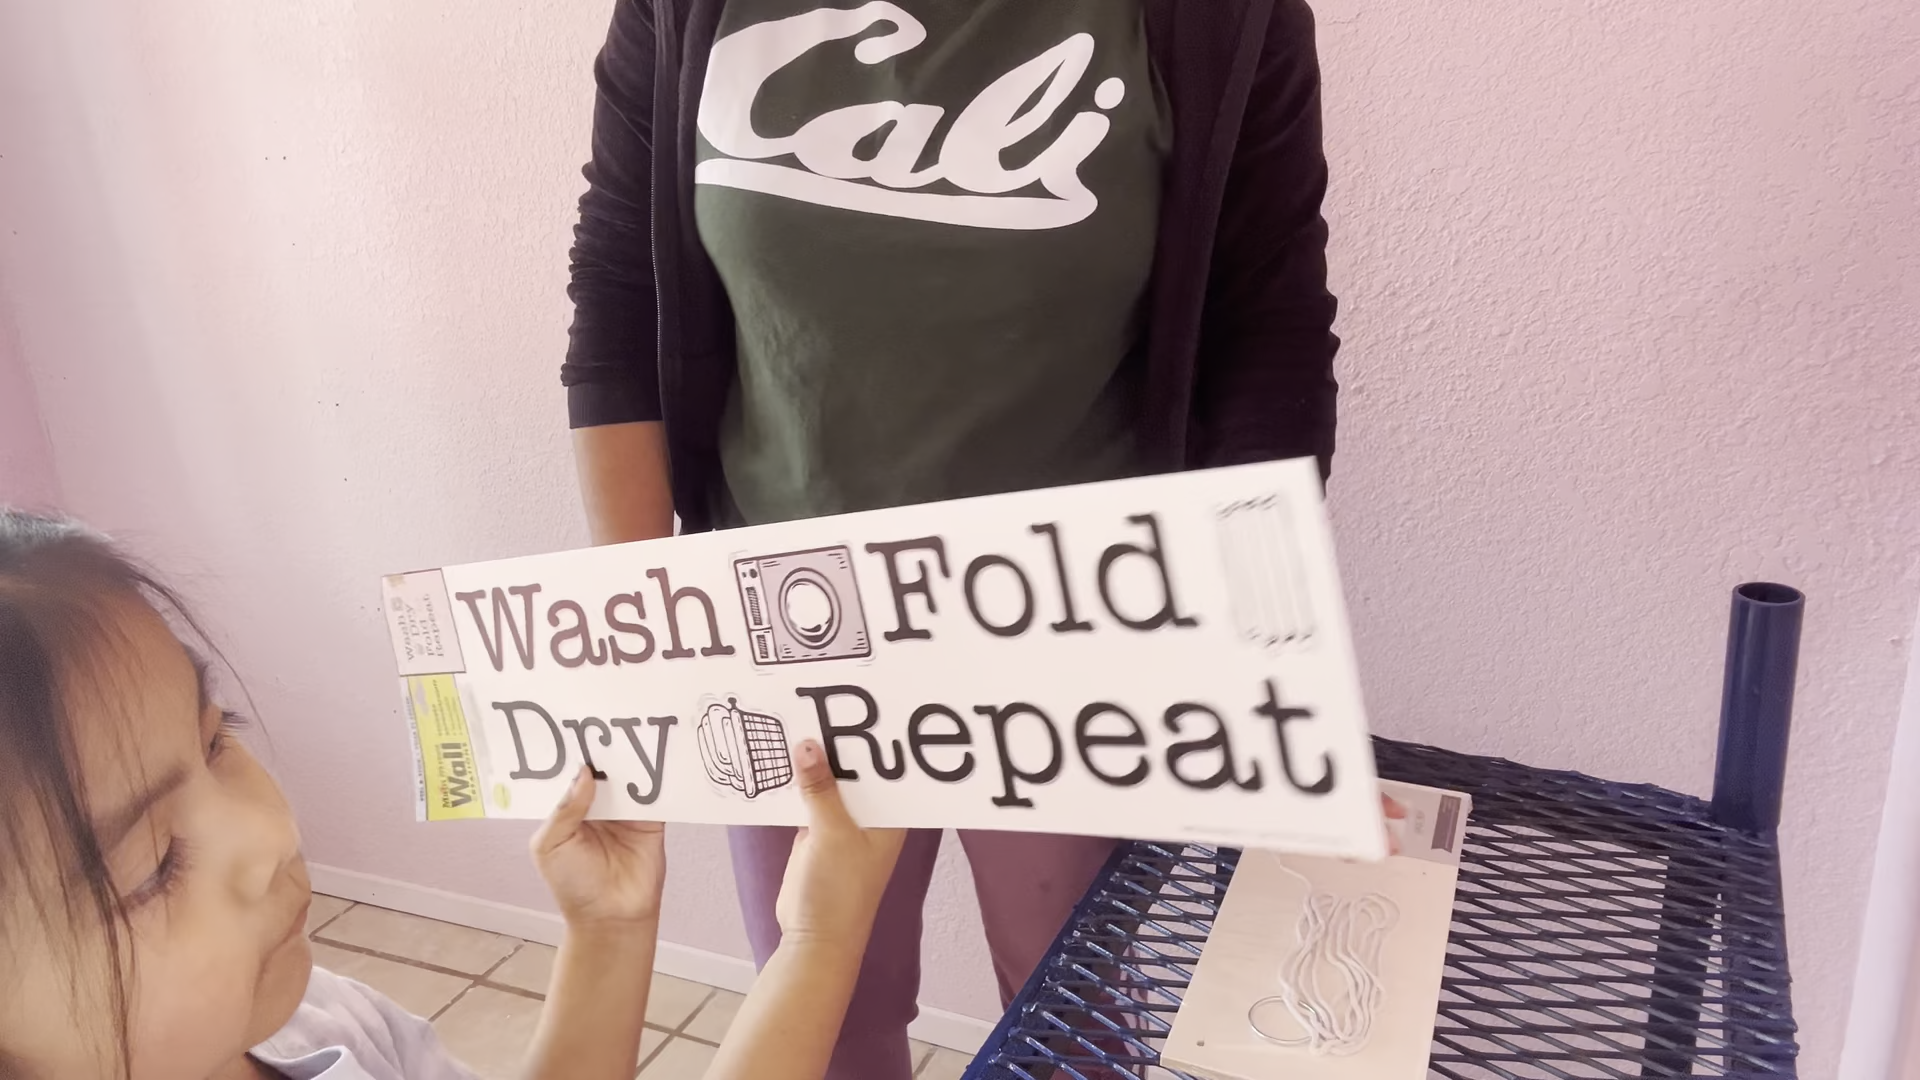 Cali
Wash Fold
Dry Repeat
Wash
Dry
Fold
Repeat
Wall